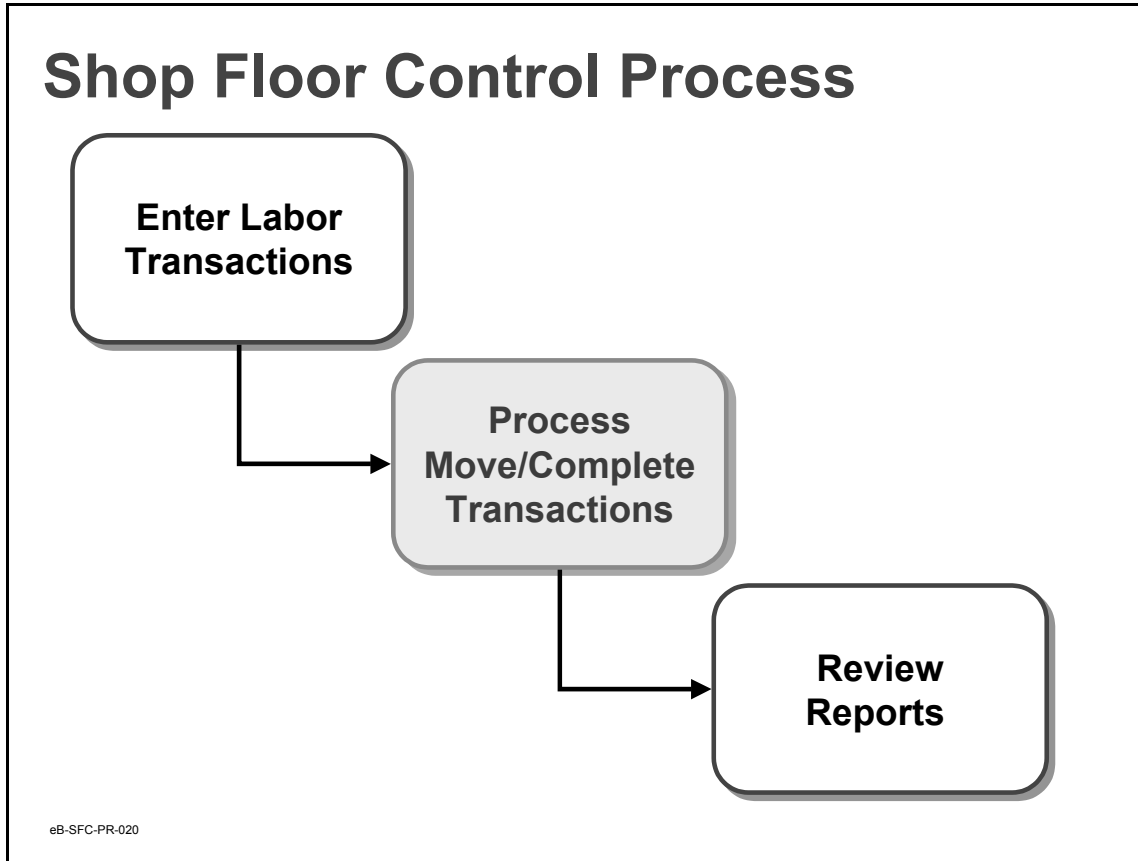 Shop Floor Control Process
Enter Labor
Transactions
Process
Move/Complete
Transactions
Review
Reports
eB-SFC-PR-020